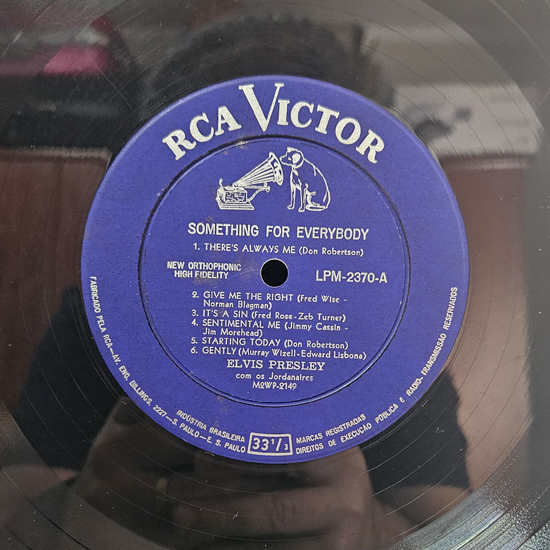 RCA VICTOR
SOMETHING FOR EVERYBODY
1. THERE'S ALWAYS ME (Don Robertson)
NEW ORTHOPHONIC
HIGH FIDELITY
LPM-2370-A
2. GIVE ME THE RIGHT (Fred Wise -
Norman Blagman)
3. IT'S A SIN (Fred Rose-Zeb Turner)
4. SENTIMENTAL ME (Jimmy Cassin -
Jim Morehead)
5. STARTING TODAY (Don Robertson)
6. GENTLY (Murray Wizell-Edward Lisbona)
ELVIS PRESLEY
com os Jordanaires
M2WP-2149
FABRICADO PELA RCA-AV. ENG. BILLINGS, 2227-S. PAULO-E. S. PAULO
INDÚSTRIA BRASILEIRA
33 1/3
MARCAS REGISTRADAS
DIREITOS DE EXECUÇÃO PÚBLICA E RADIO-TRANSMISSÃO RESERVADOS